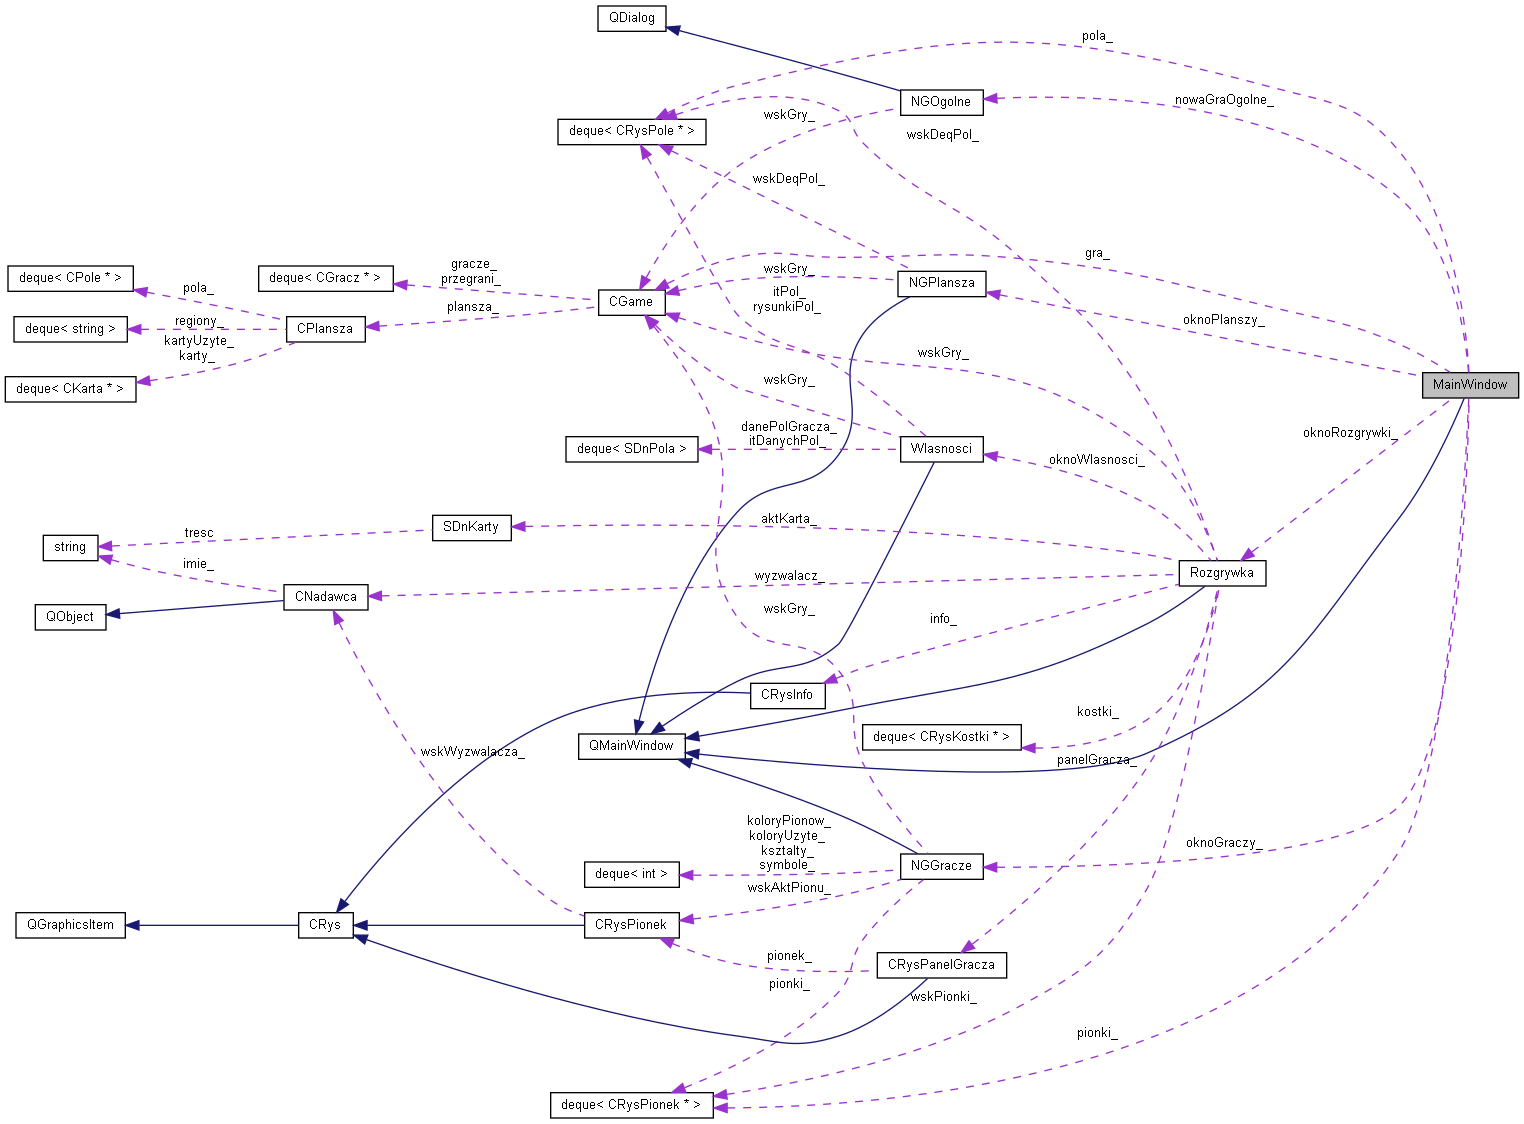 QDialog
pola_
NGOgolne
nowaGraOgolne_
wskGry_
deque< CRysPole * >
wskDeqPol_
wskDeqPol_
gra_
gracze_
przegrani_
deque< CPole * >
deque< CGracz * >
wskGry_
NGPlansza
pola_
itPol_
rysunkiPol_
CGame
plansza_
oknoPlanszy_
regiony_
deque< string >
CPlansza
kartyUzyte_
karty_
wskGry_
deque< CKarta * >
wskGry_
MainWindow
danePolGracza_
itDanychPol_
oknoRozgrywki_
deque< SDnPola >
Wlasnosci
oknoWlasnosci_
aktKarta_
SDnKarty
tresc
string
imie_
wyzwalacz_
Rozgrywka
CNadawca
wskGry_
QObject
info_
CRysInfo
kostki_
deque< CRysKostki * >
QMainWindow
wskWyzwalacza_
panelGracza_
koloryPionow_
koloryUzyte_
ksztalty_
symbole_
oknoGraczy_
NGGracze
deque< int >
wskAktPionu_
QGraphicsItem
CRys
CRysPionek
pionek_
CRysPanelGracza
pionki_
wskPionki_
pionki_
deque< CRysPionek * >